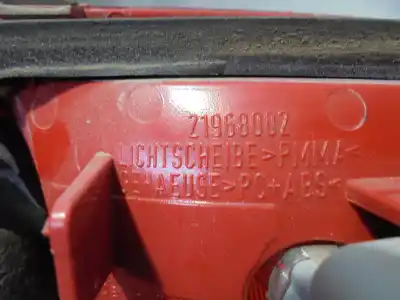 21968002
LICHTSCHEIBE>PMMA<
GEHAEUSE>PC+ABS<